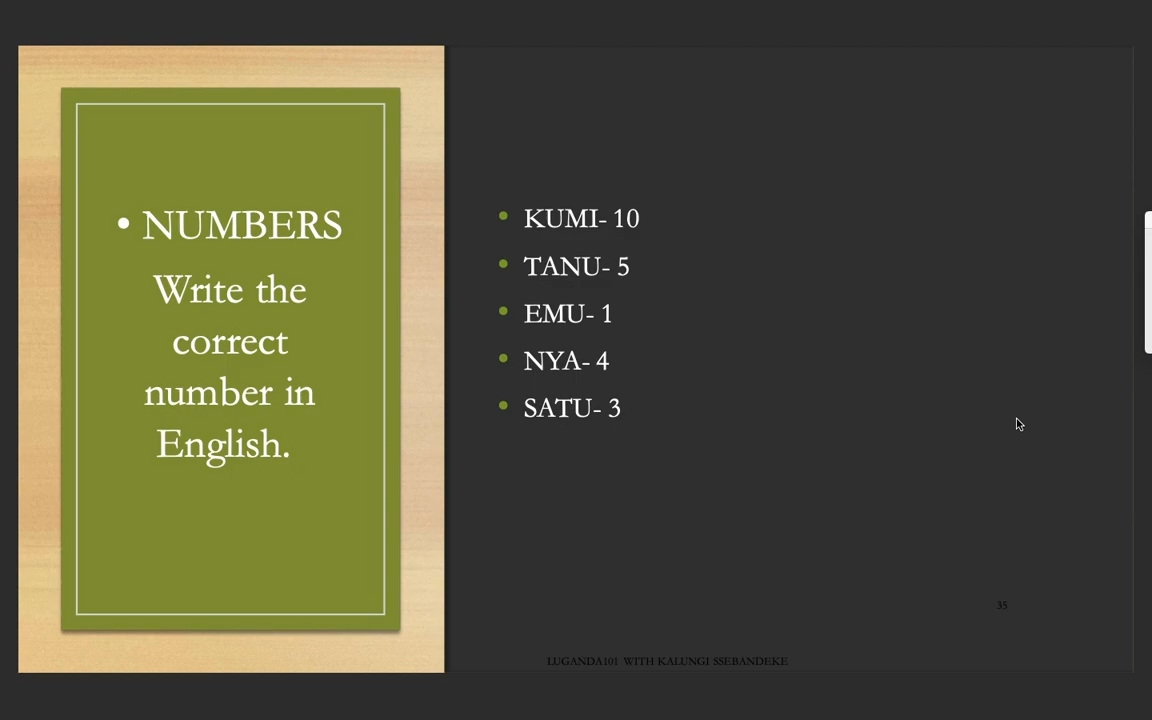 • NUMBERS
Write the
correct
number in
English.
• KUMI- 10
• TANU- 5
• EMU- 1
• NYA- 4
• SATU- 3
35
LUGANDA101 WITH KALUNGI SSEBANDEKE